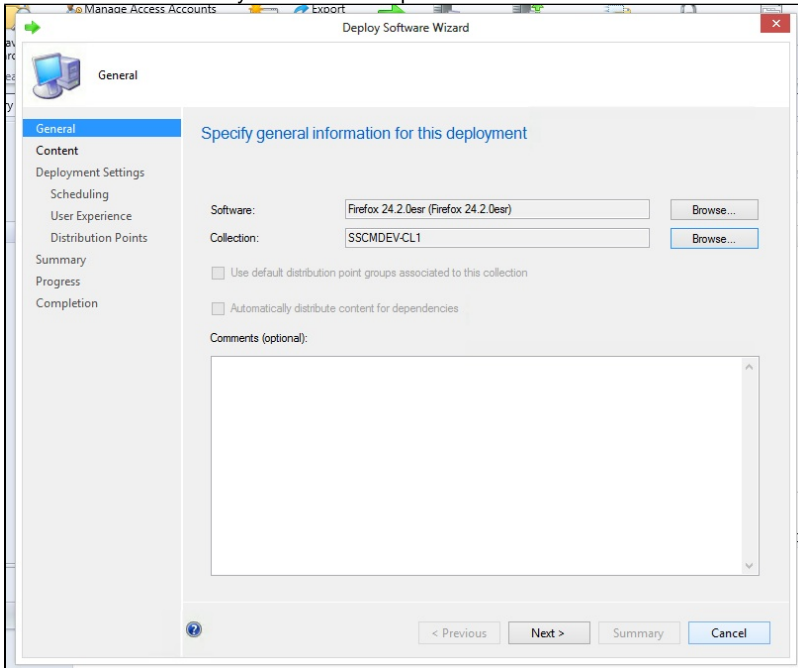 Manage Access Accounts
Export
Deploy Software Wizard
General
General
Content
Deployment Settings
Scheduling
User Experience
Distribution Points
Summary
Progress
Completion
Specify general information for this deployment
Software: Firefox 24.2.0esr (Firefox 24.2.0esr) Browse...
Collection: SSCMDEV-CL1 Browse...
Use default distribution point groups associated to this collection
Automatically distribute content for dependencies
Comments (optional):
< Previous Next > Summary Cancel